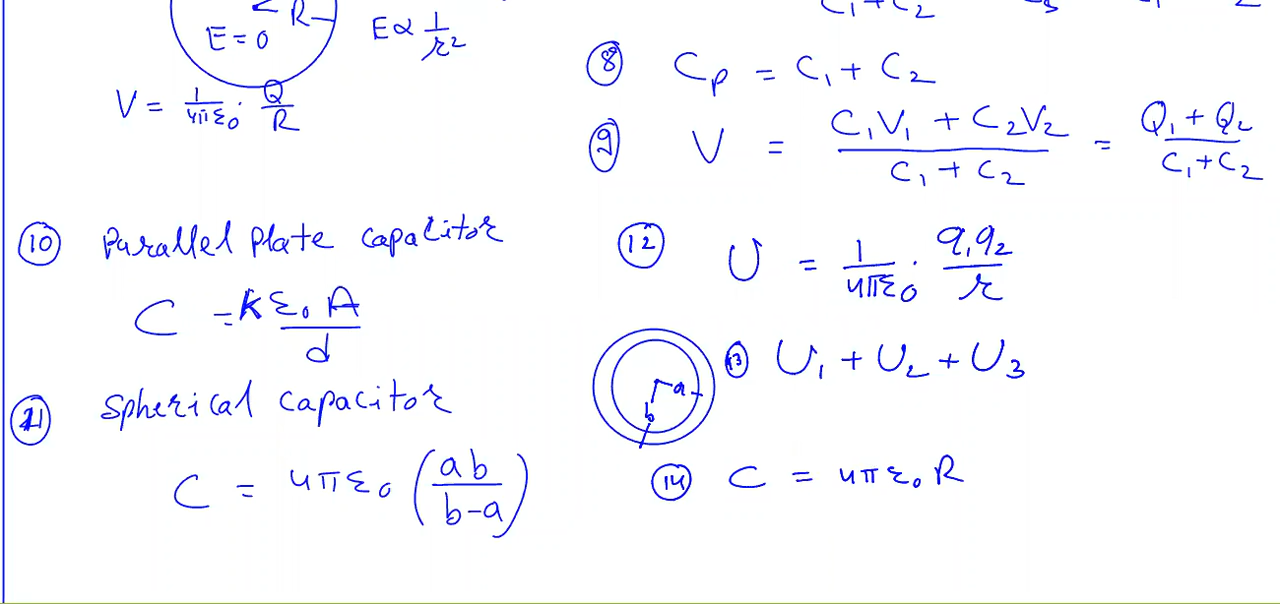 R
E = 0
E ∝ 1/r²
V = 1/4πε₀ · Q/R
C₁+C₂
⑧ Cp = C₁ + C₂
⑨ V = C₁V₁ + C₂V₂ / C₁ + C₂ = Q₁ + Q₂ / C₁+C₂
⑩ Parallel plate capacitor
C = Kε₀A / d
⑪ Spherical capacitor
C = 4πε₀ (ab / b-a)
⑫ U = 1/4πε₀ · q₁q₂ / r
a
b
⑬ U₁ + U₂ + U₃
⑭ C = 4πε₀R